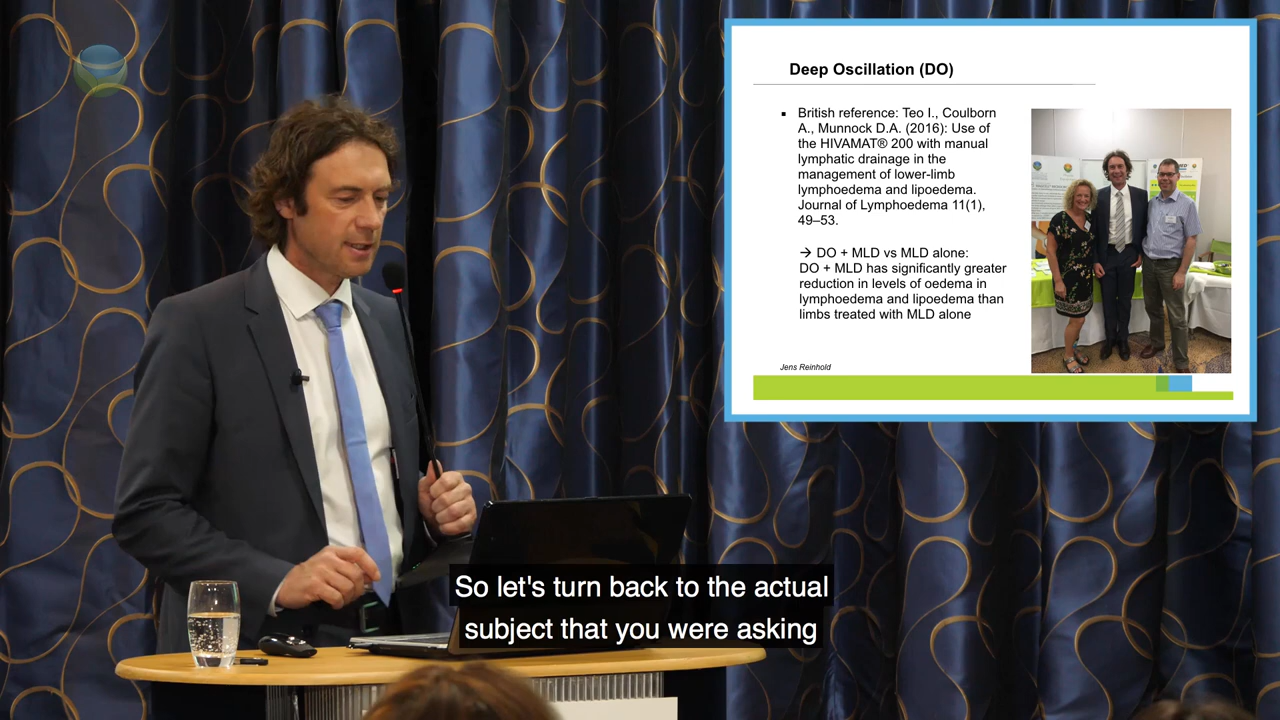 Deep Oscillation (DO)
▪ British reference: Teo I., Coulborn
A., Munnock D.A. (2016): Use of
the HIVAMAT® 200 with manual
lymphatic drainage in the
management of lower-limb
lymphoedema and lipoedema.
Journal of Lymphoedema 11(1),
49–53.
→ DO + MLD vs MLD alone:
DO + MLD has significantly greater
reduction in levels of oedema in
lymphoedema and lipoedema than
limbs treated with MLD alone
Jens Reinhold
So let's turn back to the actual
subject that you were asking